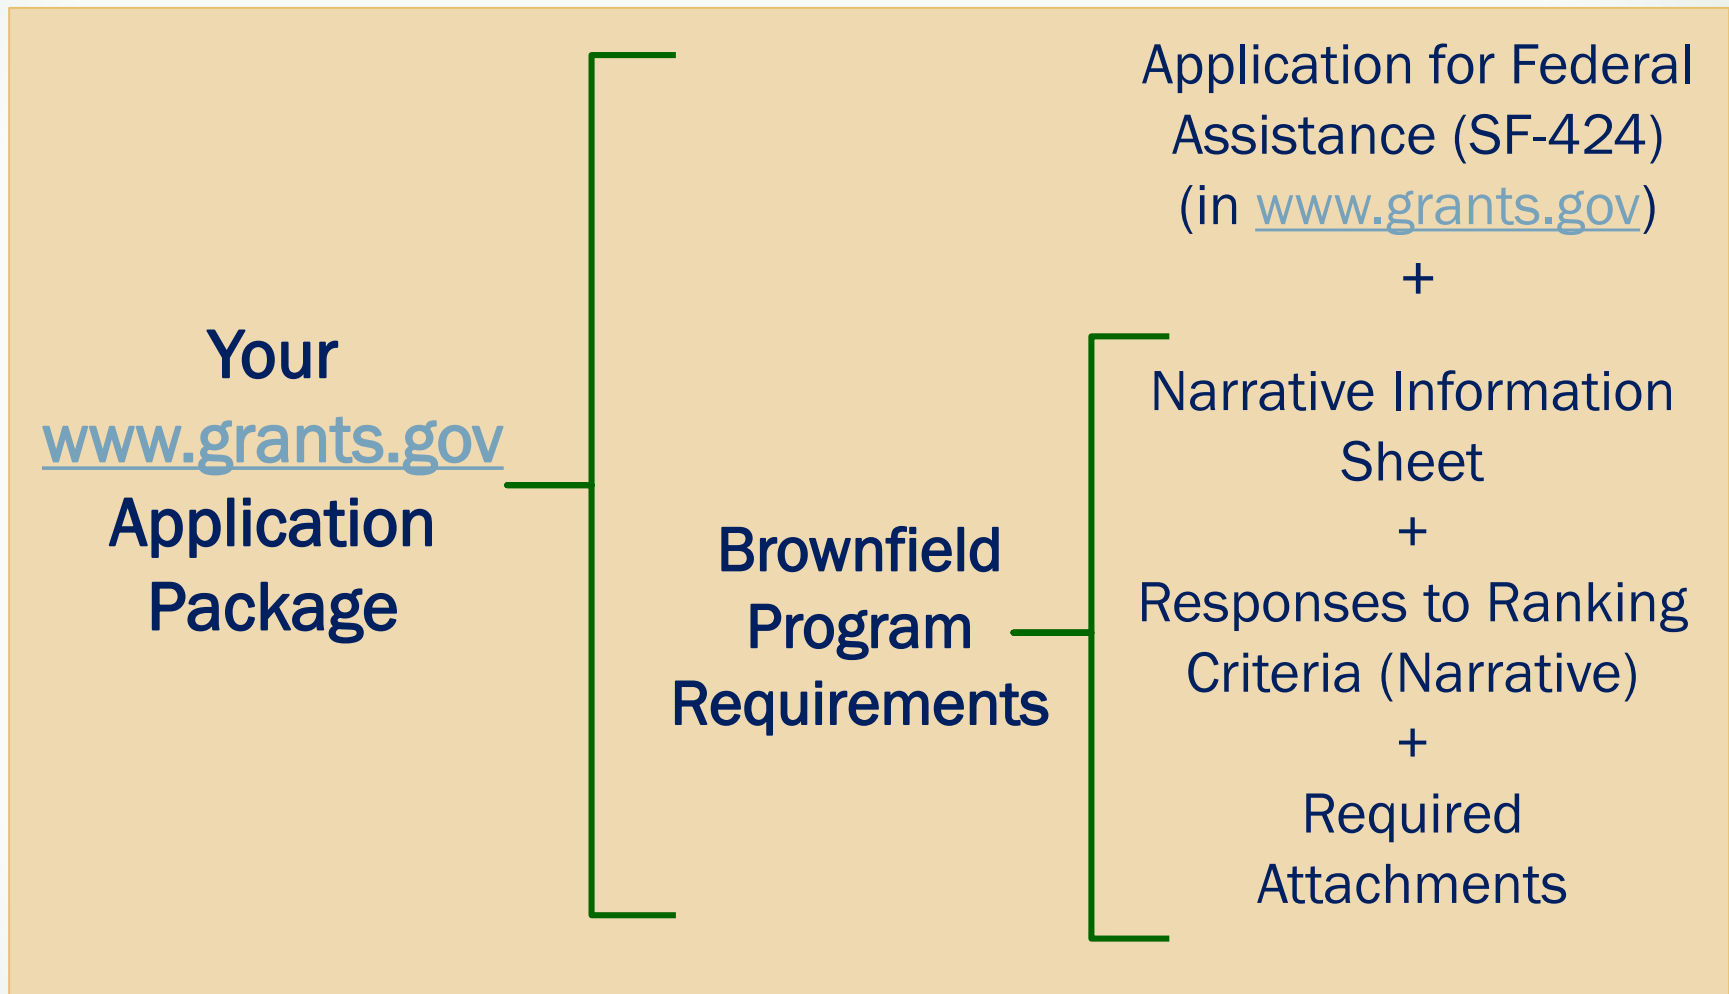 Your
www.grants.gov
Application
Package
Brownfield
Program
Requirements
Application for Federal
Assistance (SF-424)
(in www.grants.gov)
+
Narrative Information
Sheet
+
Responses to Ranking
Criteria (Narrative)
+
Required
Attachments